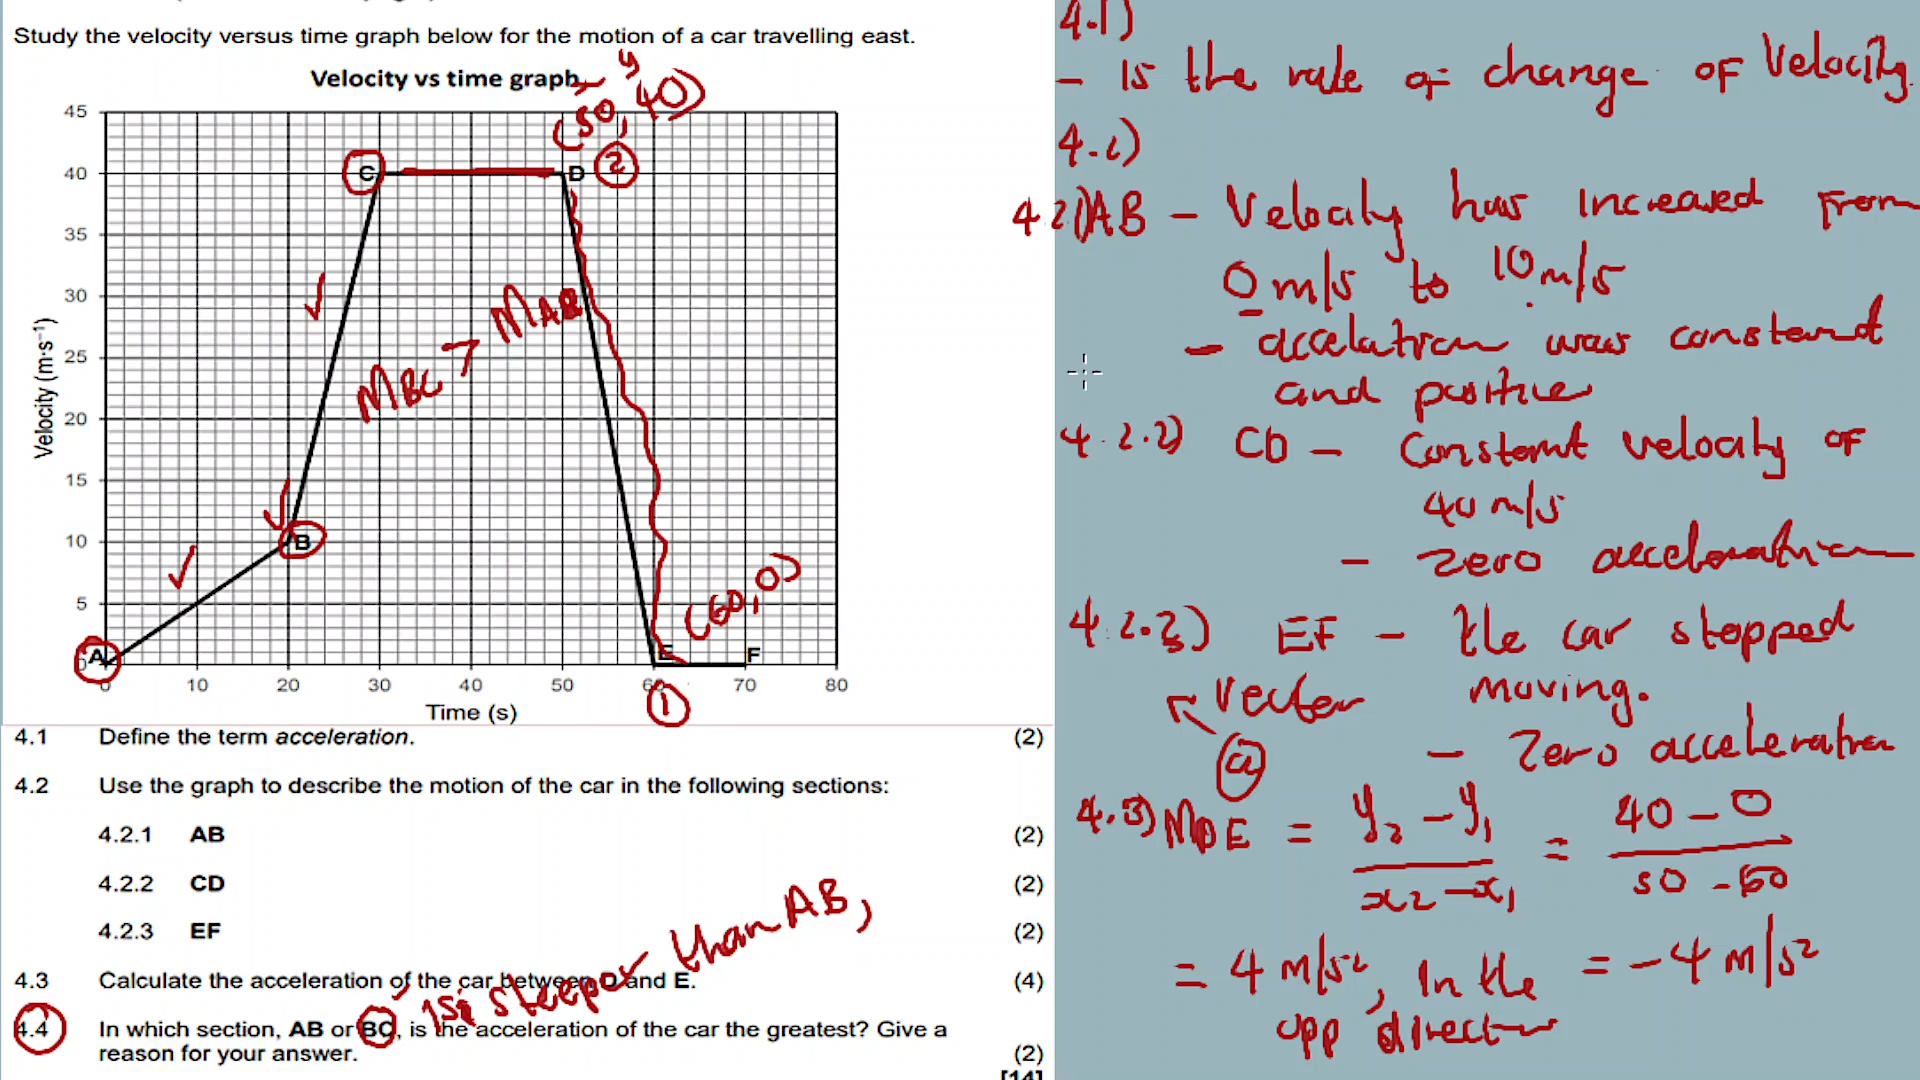 Study the velocity versus time graph below for the motion of a car travelling east.
Velocity vs time graph
y
(50, 40)
45
40
35
30
25
20
15
10
5
0
C
D
2
B
A
E
F
MBC > MAB
(60,0)
0 10 20 30 40 50 60 70 80
1
Velocity (m·s⁻¹)
Time (s)
4.1 Define the term acceleration. (2)
4.2 Use the graph to describe the motion of the car in the following sections:
4.2.1 AB (2)
4.2.2 CD (2)
4.2.3 EF (2)
4.3 Calculate the acceleration of the car between D and E. (4)
4.4 In which section, AB or BC, is the acceleration of the car the greatest? Give a
reason for your answer. (2)
[14]
is steeper than AB,
4.1)
- is the rate of change of velocity.
4.2)
4.2.1) AB - Velocity has increased from
0 m/s to 10 m/s
- accelatron was constant
and positive
4.2.2) CD - Constant velocity of
40 m/s
- zero acceleration
4.2.3) EF - the car stopped
moving.
vector
a
- Zero acceleration
4.3) MDE = y₂ - y₁ / x₂ - x₁ = 40 - 0 / 50 - 60
= -4 m/s²
= 4 m/s², in the
opp direction